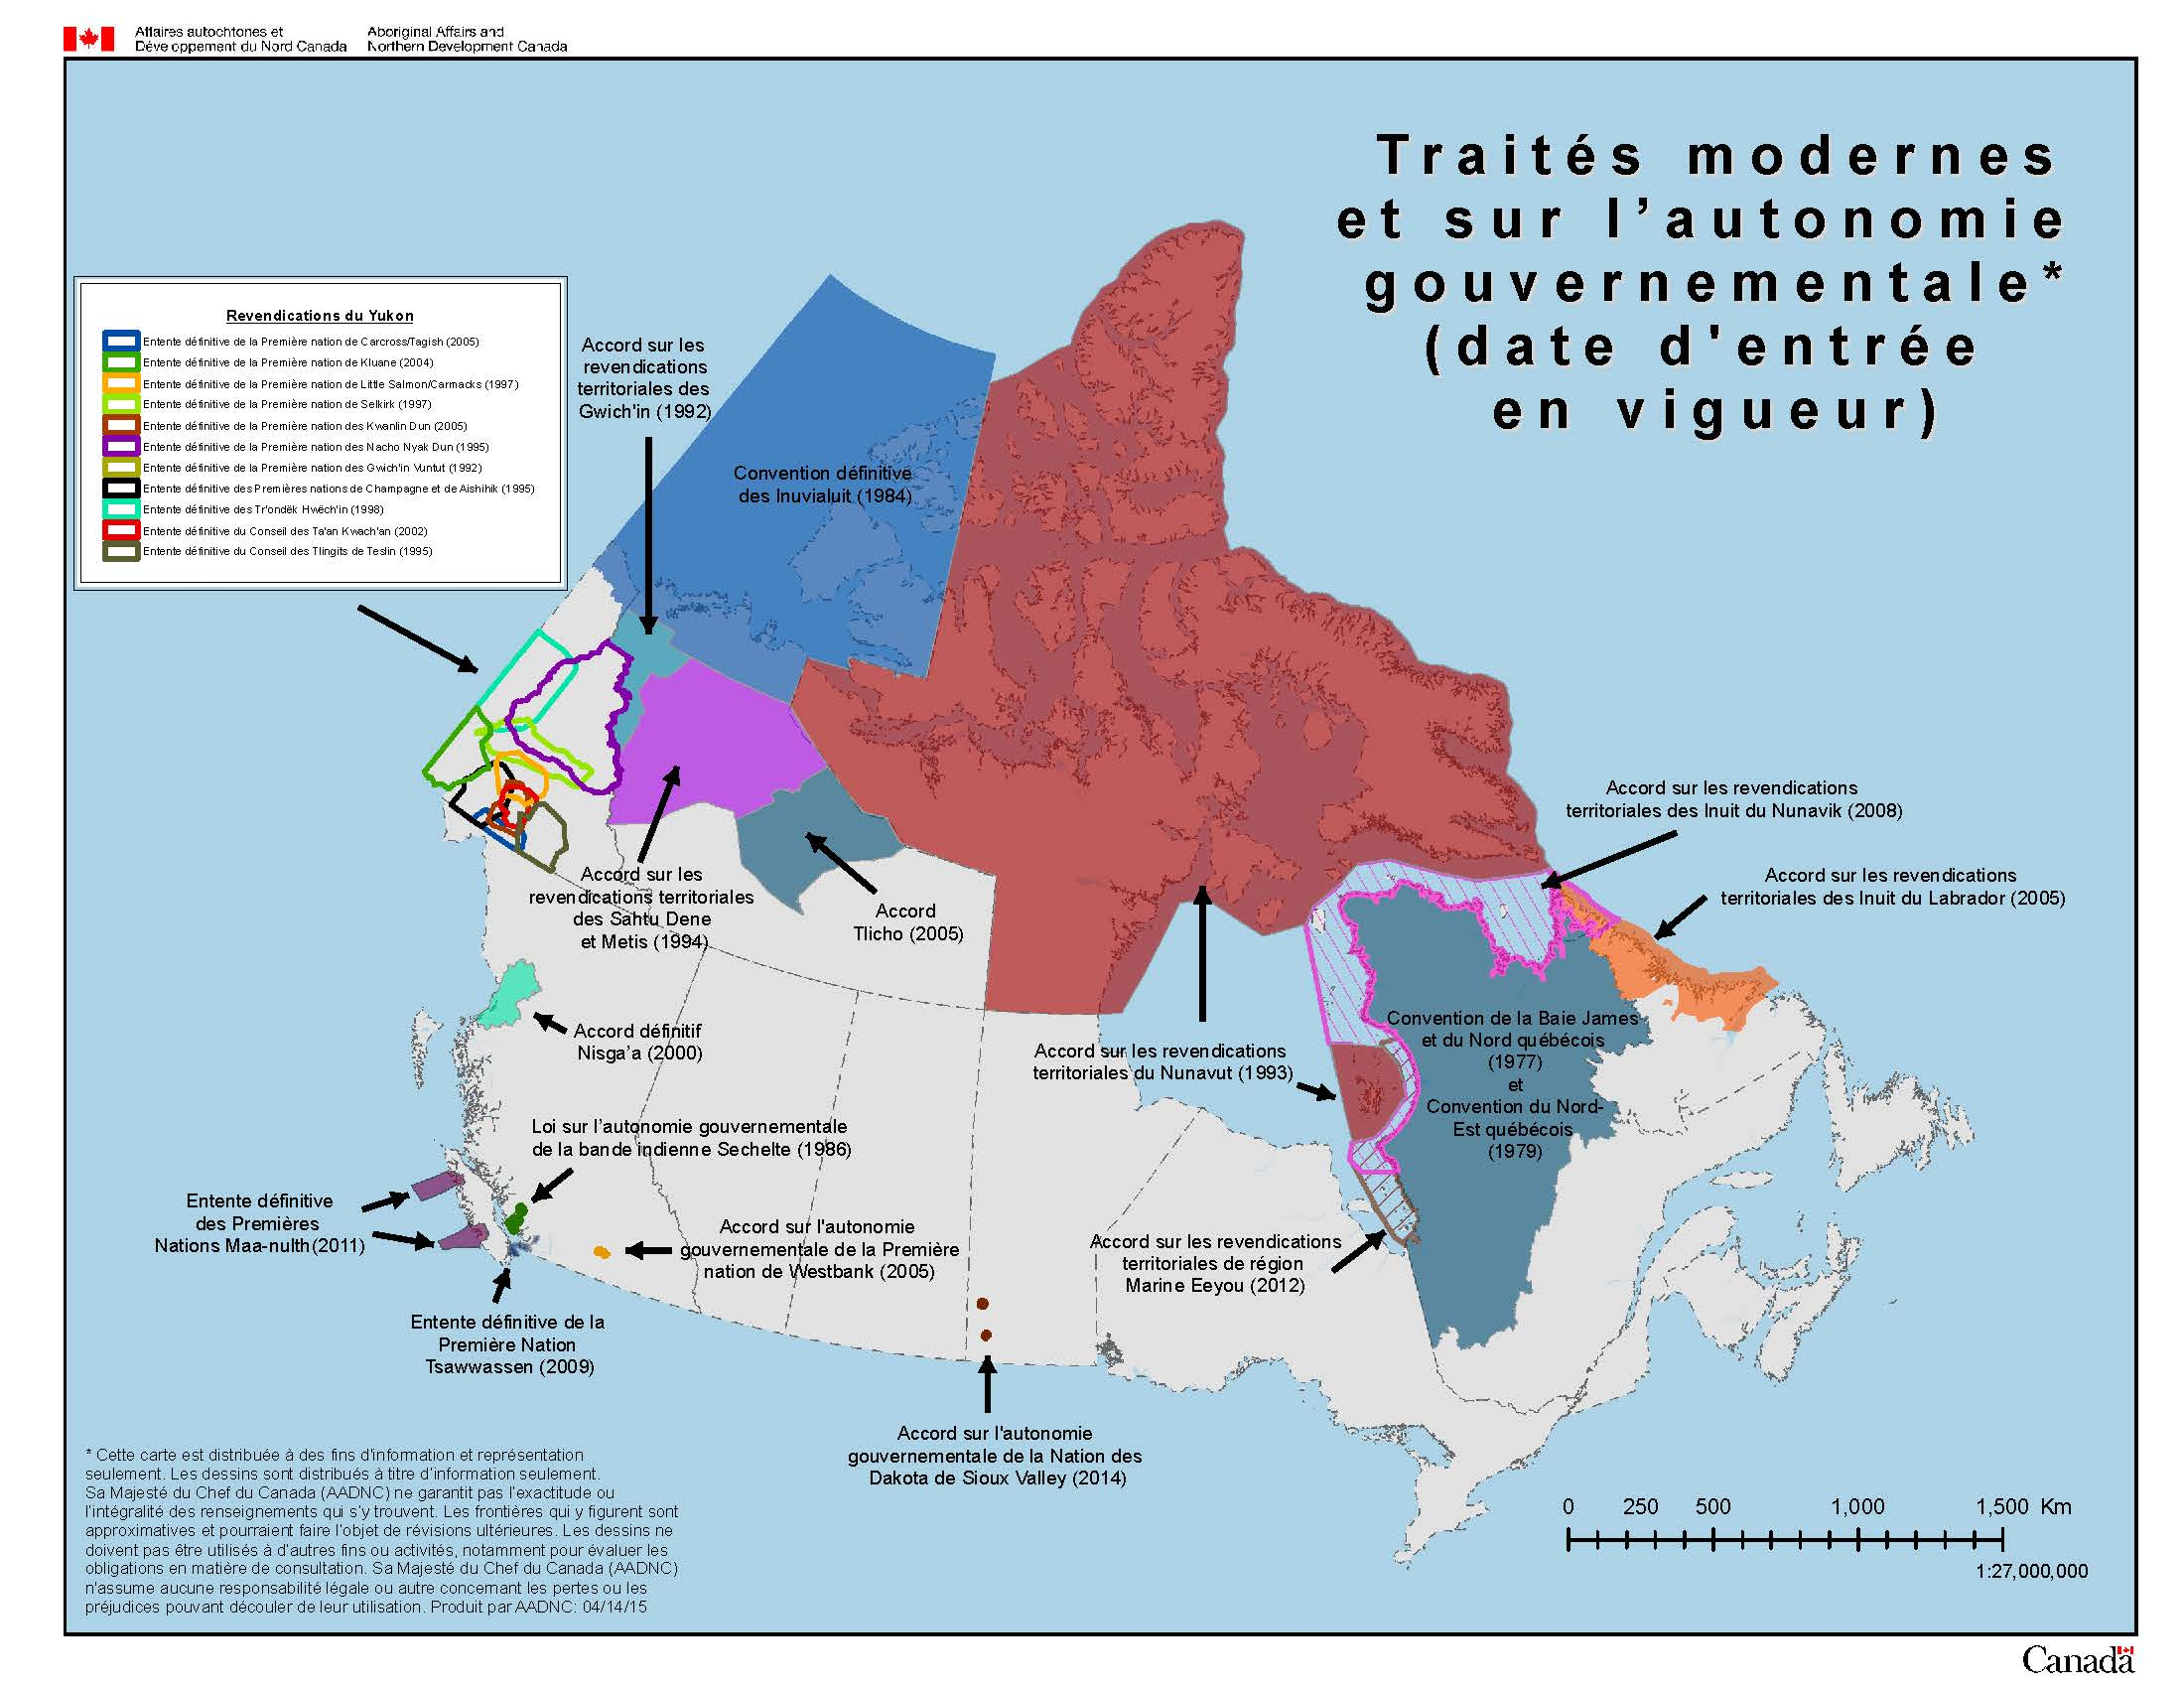 Affaires autochtones et
Développement du Nord Canada
Aboriginal Affairs and
Northern Development Canada
Traités modernes
et sur l’autonomie
gouvernementale*
(date d'entrée
en vigueur)
Revendications du Yukon
Entente définitive de la Première nation de Carcross/Tagish (2005)
Entente définitive de la Première nation de Kluane (2004)
Entente définitive de la Première nation de Little Salmon/Carmacks (1997)
Entente définitive de la Première nation de Selkirk (1997)
Entente définitive de la Première nation des Kwanlin Dun (2005)
Entente définitive de la Première nation des Nacho Nyak Dun (1995)
Entente définitive de la Première nation des Gwich'in Vuntut (1992)
Entente définitive des Premières nations de Champagne et de Aishihik (1995)
Entente définitive des Tr'ondëk Hwëch'in (1998)
Entente définitive du Conseil des Ta'an Kwach'an (2002)
Entente définitive du Conseil des Tlingits de Teslin (1995)
Accord sur les
revendications
territoriales des
Gwich'in (1992)
Convention définitive
des Inuvialuit (1984)
Accord sur les revendications
territoriales des Inuit du Nunavik (2008)
Accord sur les revendications
territoriales des Inuit du Labrador (2005)
Accord sur les
revendications territoriales
des Sahtu Dene
et Metis (1994)
Accord
Tlicho (2005)
Accord définitif
Nisga’a (2000)
Accord sur les revendications
territoriales du Nunavut (1993)
Convention de la Baie James
et du Nord québécois
(1977)
et
Convention du Nord-
Est québécois
(1979)
Loi sur l’autonomie gouvernementale
de la bande indienne Sechelte (1986)
Entente définitive
des Premières
Nations Maa-nulth(2011)
Accord sur l'autonomie
gouvernementale de la Première
nation de Westbank (2005)
Accord sur les revendications
territoriales de région
Marine Eeyou (2012)
Entente définitive de la
Première Nation
Tsawwassen (2009)
Accord sur l'autonomie
gouvernementale de la Nation des
Dakota de Sioux Valley (2014)
* Cette carte est distribuée à des fins d'information et représentation
seulement. Les dessins sont distribués à titre d’information seulement.
Sa Majesté du Chef du Canada (AADNC) ne garantit pas l’exactitude ou
l’intégralité des renseignements qui s’y trouvent. Les frontières qui y figurent sont
approximatives et pourraient faire l’objet de révisions ultérieures. Les dessins ne
doivent pas être utilisés à d’autres fins ou activités, notamment pour évaluer les
obligations en matière de consultation. Sa Majesté du Chef du Canada (AADNC)
n'assume aucune responsabilité légale ou autre concernant les pertes ou les
préjudices pouvant découler de leur utilisation. Produit par AADNC: 04/14/15
0 250 500 1,000 1,500 Km
1:27,000,000
Canada